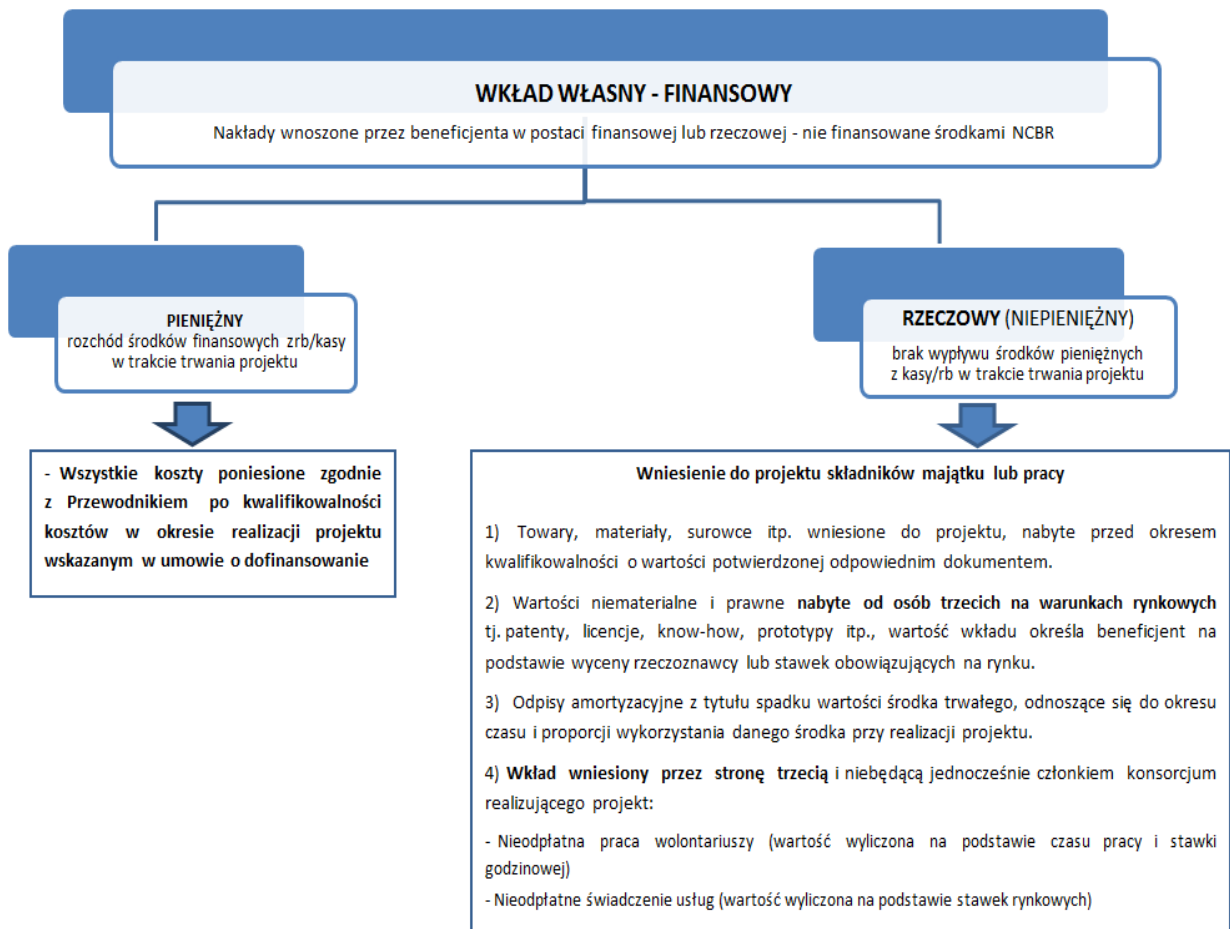 WKŁAD WŁASNY - FINANSOWY
Nakłady wnoszone przez beneficjenta w postaci finansowej lub rzeczowej - nie finansowane środkami NCBR
PIENIĘŻNY
rozchód środków finansowych zrb/kasy
w trakcie trwania projektu
- Wszystkie koszty poniesione zgodnie
z Przewodnikiem po kwalifikowalności
kosztów w okresie realizacji projektu
wskazanym w umowie o dofinansowanie
RZECZOWY (NIEPIENIĘŻNY)
brak wypływu środków pieniężnych
z kasy/rb w trakcie trwania projektu
Wniesienie do projektu składników majątku lub pracy
1) Towary, materiały, surowce itp. wniesione do projektu, nabyte przed okresem
kwalifikowalności o wartości potwierdzonej odpowiednim dokumentem.
2) Wartości niematerialne i prawne nabyte od osób trzecich na warunkach rynkowych
tj. patenty, licencje, know-how, prototypy itp., wartość wkładu określa beneficjent na
podstawie wyceny rzeczoznawcy lub stawek obowiązujących na rynku.
3) Odpisy amortyzacyjne z tytułu spadku wartości środka trwałego, odnoszące się do okresu
czasu i proporcji wykorzystania danego środka przy realizacji projektu.
4) Wkład wniesiony przez stronę trzecią i niebędącą jednocześnie członkiem konsorcjum
realizującego projekt:
- Nieodpłatna praca wolontariuszy (wartość wyliczona na podstawie czasu pracy i stawki
godzinowej)
- Nieodpłatne świadczenie usług (wartość wyliczona na podstawie stawek rynkowych)